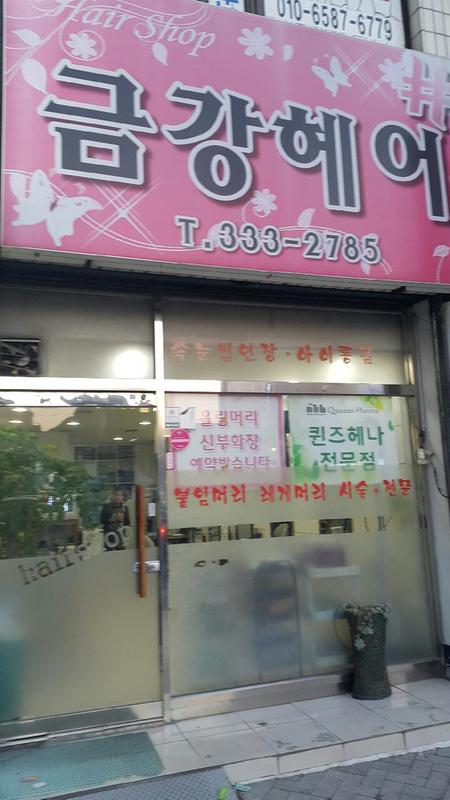 010-6587-6779
Hair Shop
금강헤어
T.333-2785
속눈썹연장·아이롱펌
올림머리
신부화장
예약받습니다
Queens Henna
퀸즈헤나
전문점
붙임머리 레게머리 시술·전문
hair shop